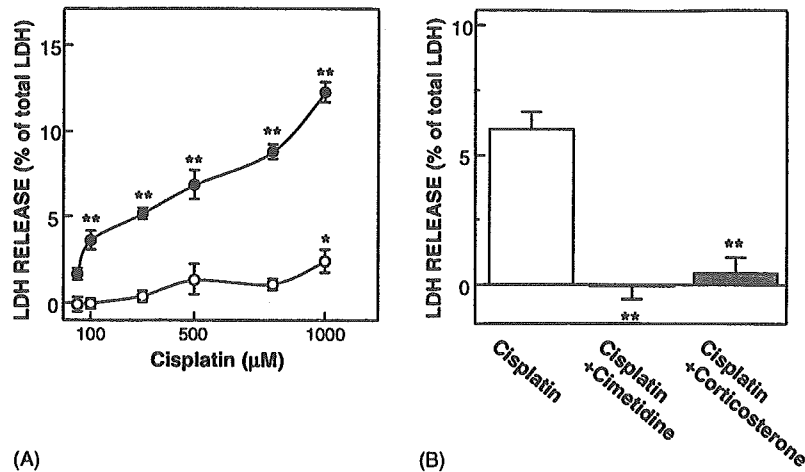 LDH RELEASE (% of total LDH)
15
10
5
0
**
**
**
**
**
*
100
500
1000
Cisplatin (μM)
(A)
LDH RELEASE (% of total LDH)
10
5
0
**
**
Cisplatin
Cisplatin
+Cimetidine
Cisplatin
+Corticosterone
(B)